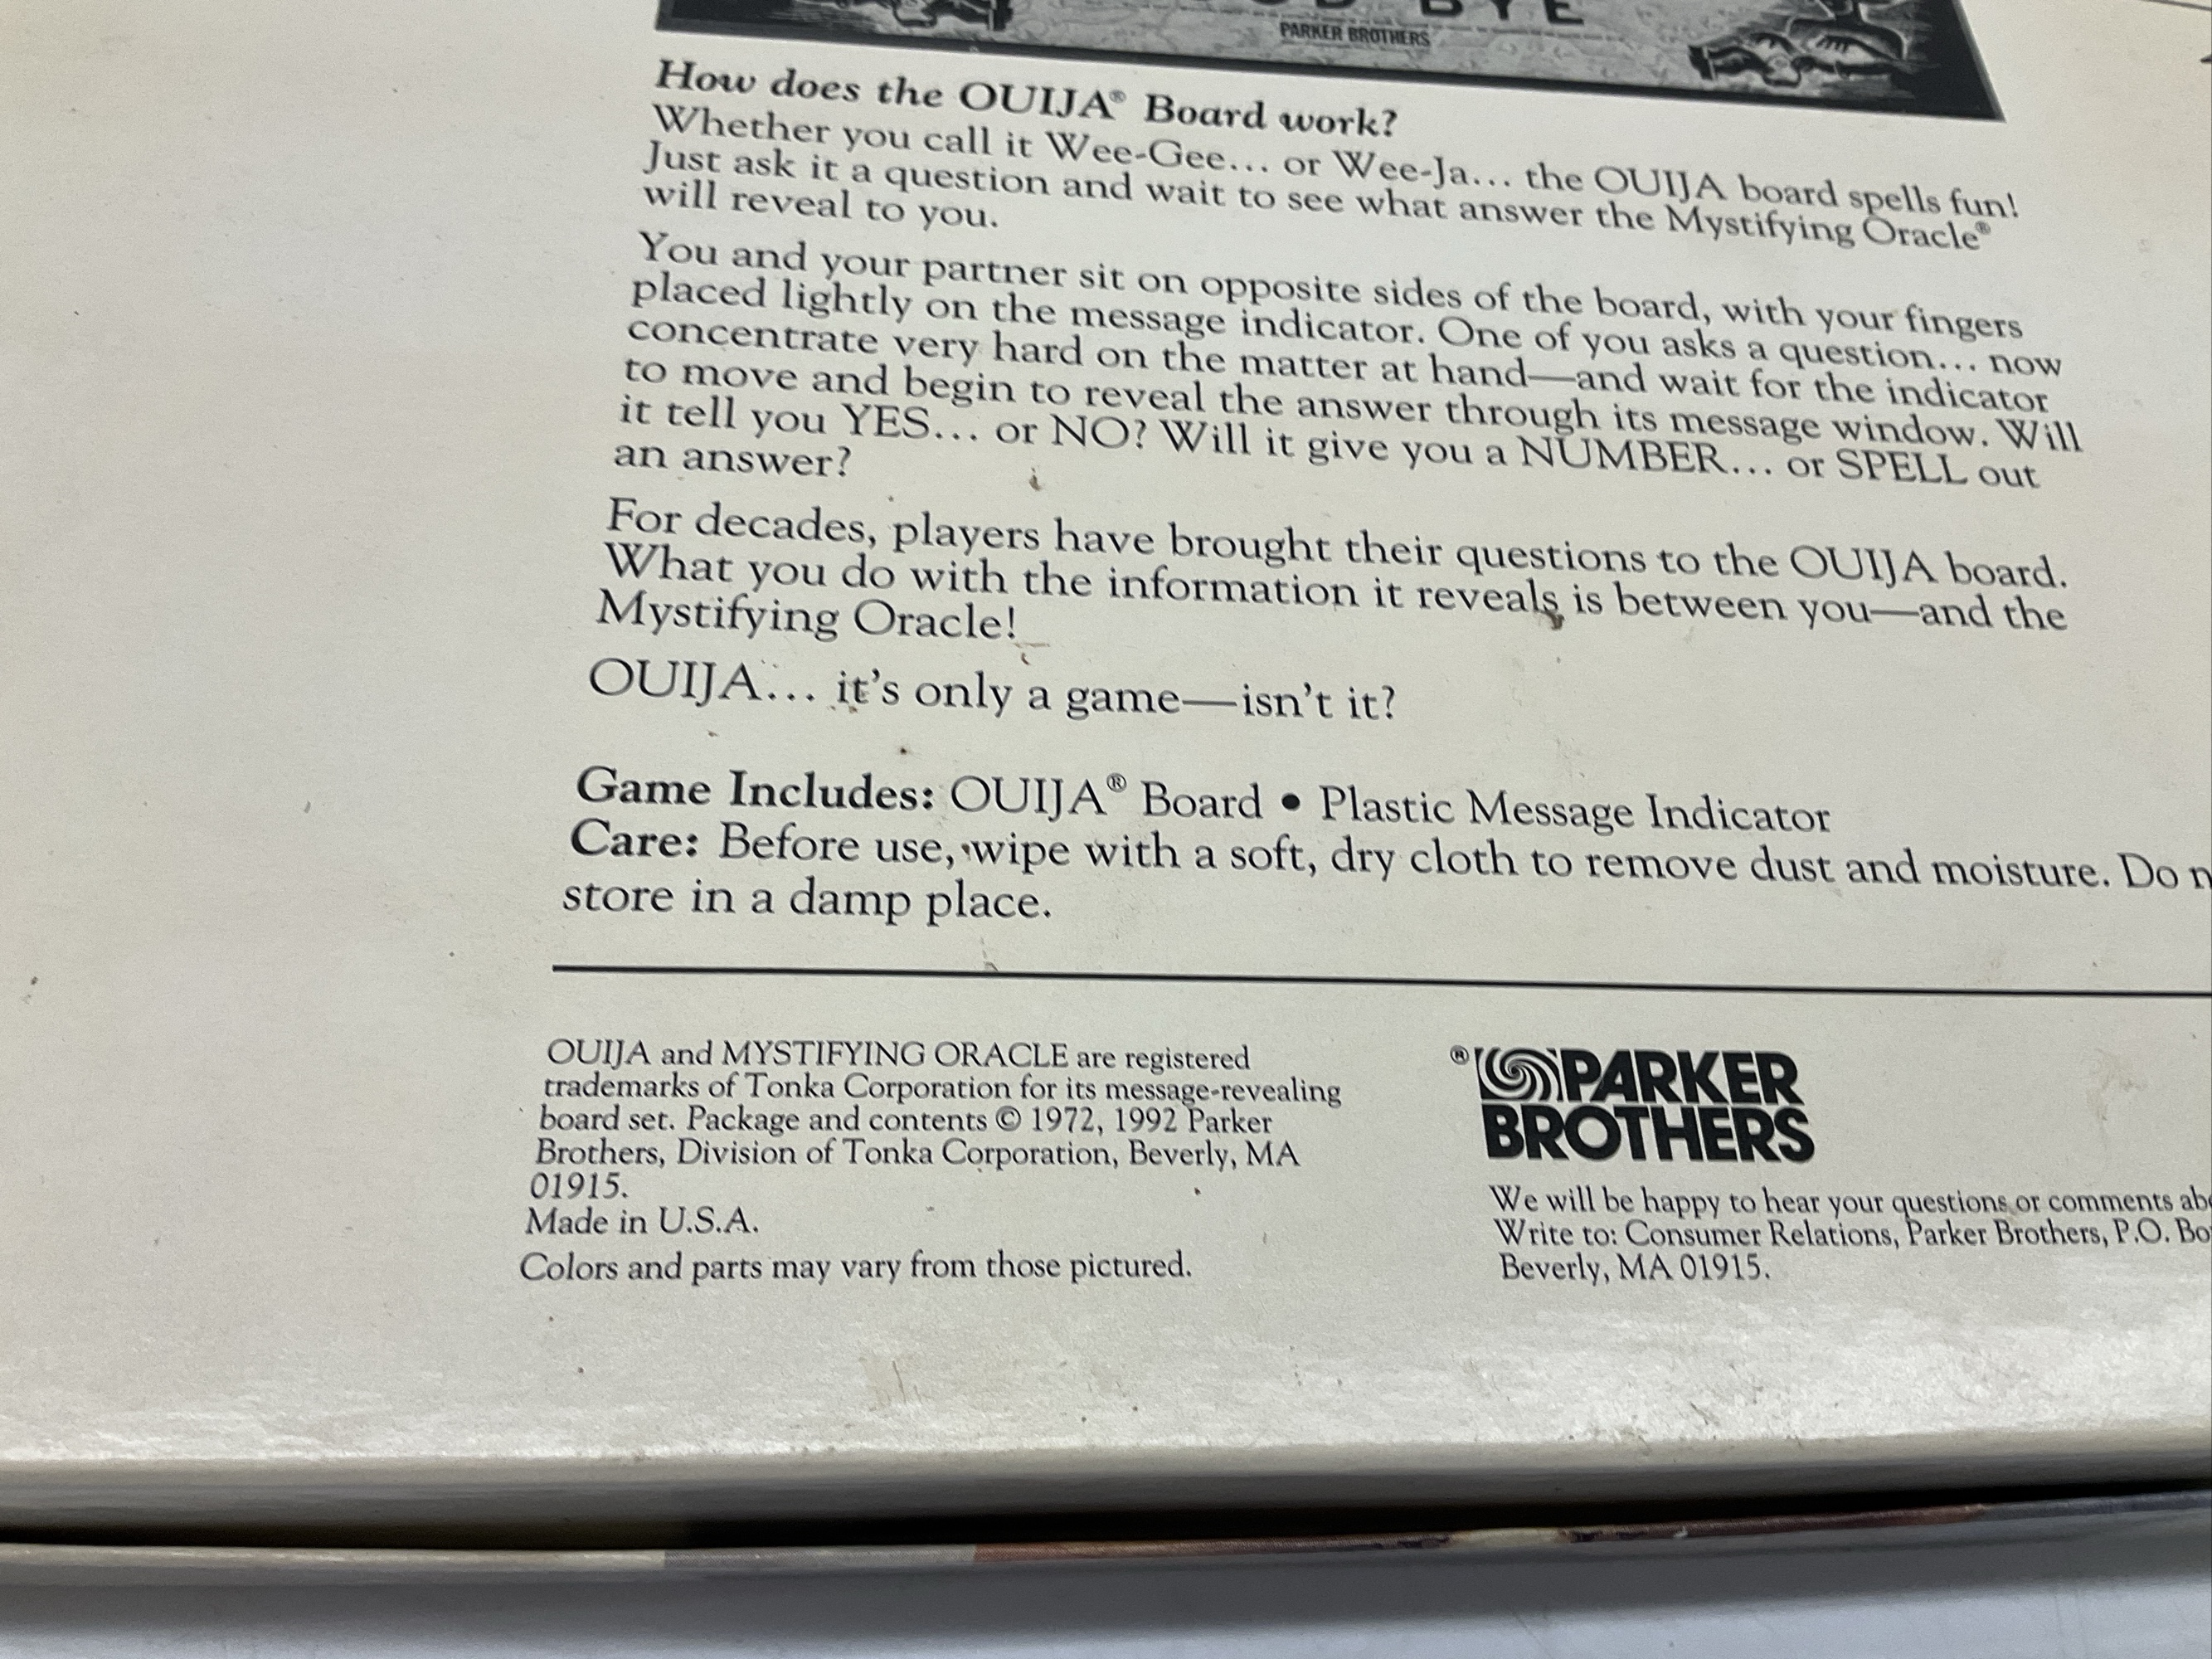 BYE
PARKER BROTHERS
How does the OUIJA® Board work?
Whether you call it Wee-Gee... or Wee-Ja... the OUIJA board spells fun!
Just ask it a question and wait to see what answer the Mystifying Oracle®
will reveal to you.
You and your partner sit on opposite sides of the board, with your fingers
placed lightly on the message indicator. One of you asks a question... now
concentrate very hard on the matter at hand—and wait for the indicator
to move and begin to reveal the answer through its message window. Will
it tell you YES... or NO? Will it give you a NUMBER... or SPELL out
an answer?
For decades, players have brought their questions to the OUIJA board.
What you do with the information it reveals is between you—and the
Mystifying Oracle!
OUIJA... it's only a game—isn't it?
Game Includes: OUIJA® Board • Plastic Message Indicator
Care: Before use, wipe with a soft, dry cloth to remove dust and moisture. Do n
store in a damp place.
OUIJA and MYSTIFYING ORACLE are registered
trademarks of Tonka Corporation for its message-revealing
board set. Package and contents © 1972, 1992 Parker
Brothers, Division of Tonka Corporation, Beverly, MA
01915.
Made in U.S.A.
Colors and parts may vary from those pictured.
® PARKER
BROTHERS
We will be happy to hear your questions or comments abo
Write to: Consumer Relations, Parker Brothers, P.O. Bo
Beverly, MA 01915.